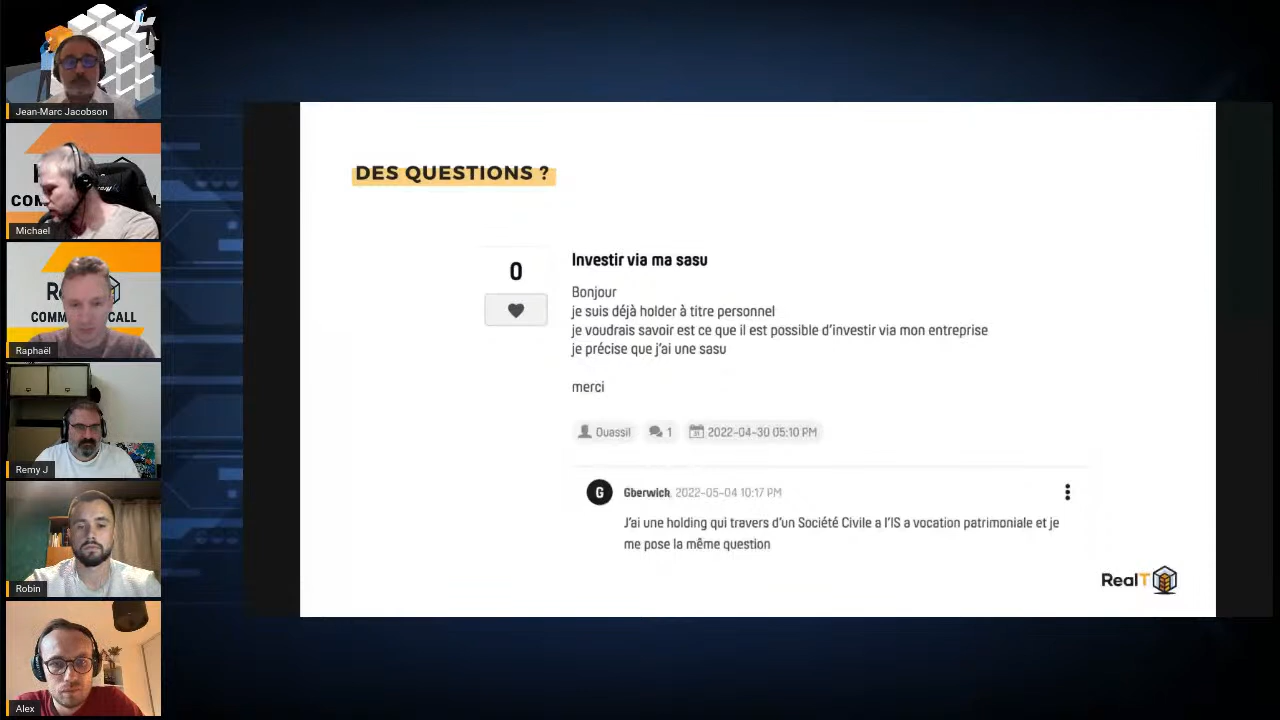 Jean-Marc Jacobson
COM
Michael
COMM CALL
Raphaël
Remy J
Robin
Alex
DES QUESTIONS ?
0
Investir via ma sasu
Bonjour
je suis déjà holder à titre personnel
je voudrais savoir est ce que il est possible d'investir via mon entreprise
je précise que j'ai une sasu
merci
Ouassil 1 31 2022-04-30 05:10 PM
G Gberwick, 2022-05-04 10:17 PM
J'ai une holding qui travers d'un Société Civile a l'IS a vocation patrimoniale et je
me pose la même question
RealT